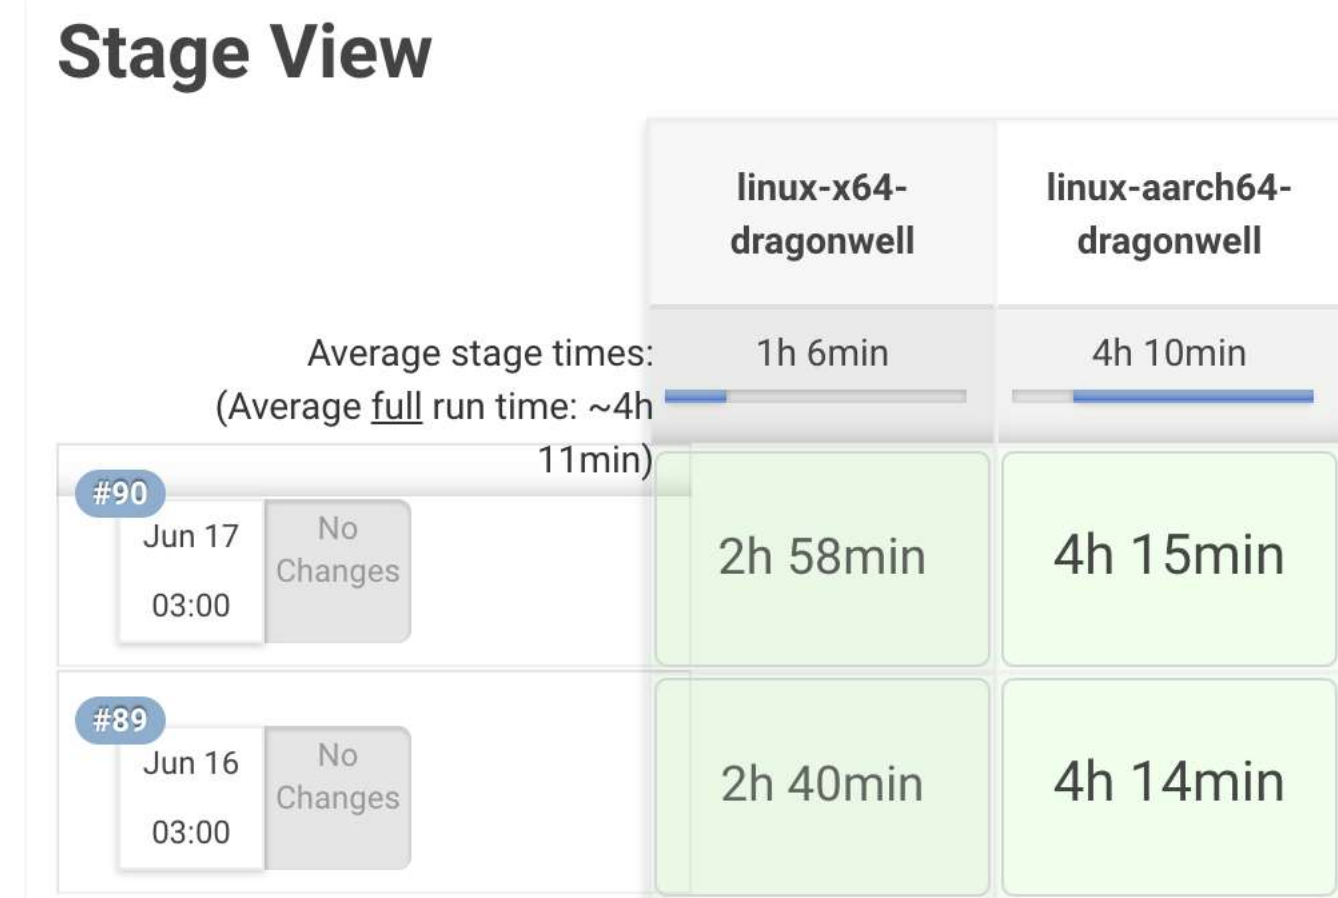 Stage View
linux-x64-
dragonwell
linux-aarch64-
dragonwell
Average stage times:
(Average full run time: ~4h
11min)
1h 6min
4h 10min
#90
Jun 17
03:00
No
Changes
2h 58min
4h 15min
#89
Jun 16
03:00
No
Changes
2h 40min
4h 14min